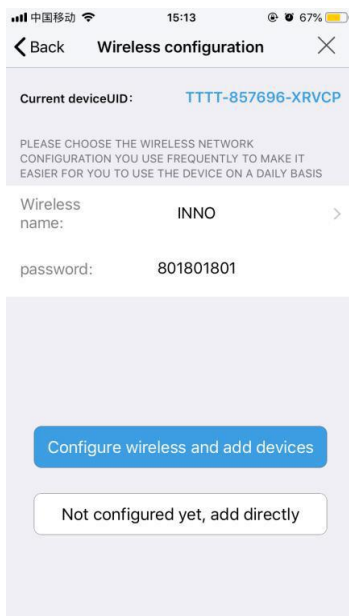 中国移动 15:13 67%
Back Wireless configuration
Current deviceUID: TTTT-857696-XRVCP
PLEASE CHOOSE THE WIRELESS NETWORK
CONFIGURATION YOU USE FREQUENTLY TO MAKE IT
EASIER FOR YOU TO USE THE DEVICE ON A DAILY BASIS
Wireless
name: INNO
password: 801801801
Configure wireless and add devices
Not configured yet, add directly